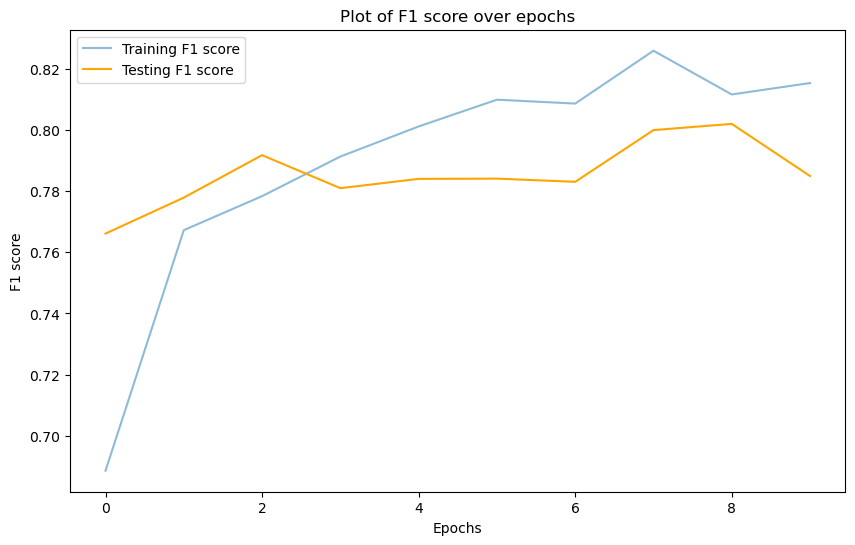 Plot of F1 score over epochs
Training F1 score
Testing F1 score
0.82
0.80
0.78
0.76
0.74
0.72
0.70
F1 score
0 2 4 6 8
Epochs